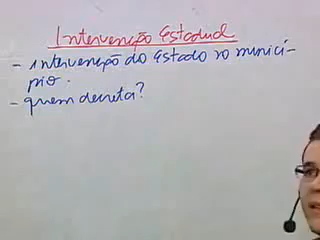 Intervenção Estadual
- intervenção do Estado no municí-
pio.
- quem decreta?